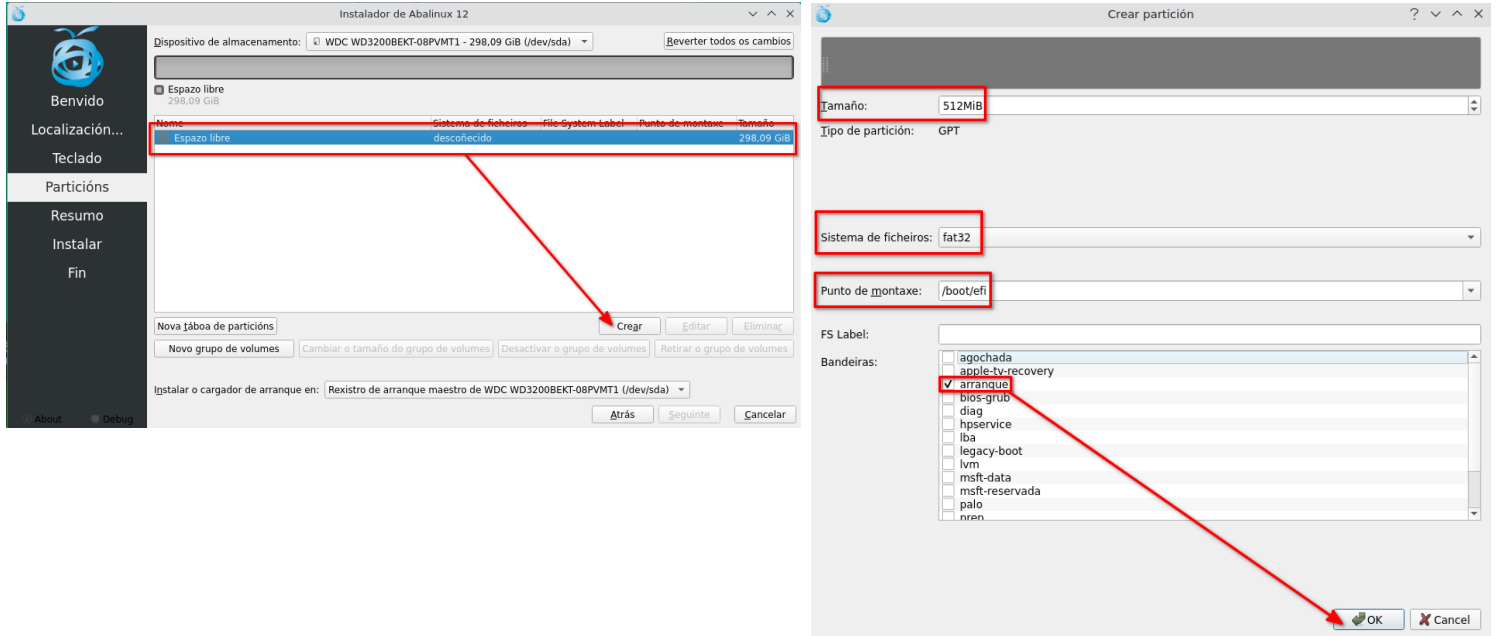 Instalador de Abalinux 12
Benvido
Localización...
Teclado
Particións
Resumo
Instalar
Fin
About Debug
Dispositivo de almacenamento: WDC WD3200BEKT-08PVMT1 - 298,09 GiB (/dev/sda) Reverter todos os cambios
Espazo libre
298,09 GiB
Nome Sistema de ficheiros File System Label Punto de montaxe Tamaño
Espazo libre descoñecido 298,09 GiB
Nova táboa de particións Crear Editar Eliminar
Novo grupo de volumes Cambiar o tamaño do grupo de volumes Desactivar o grupo de volumes Retirar o grupo de volumes
Instalar o cargador de arranque en: Rexistro de arranque maestro de WDC WD3200BEKT-08PVMT1 (/dev/sda)
Atrás Seguinte Cancelar
Crear partición
Tamaño: 512MiB
Tipo de partición: GPT
Sistema de ficheiros: fat32
Punto de montaxe: /boot/efi
FS Label:
Bandeiras:
agochada
apple-tv-recovery
arranque
bios-grub
diag
hpservice
lba
legacy-boot
lvm
msft-data
msft-reservada
palo
prep
OK Cancel